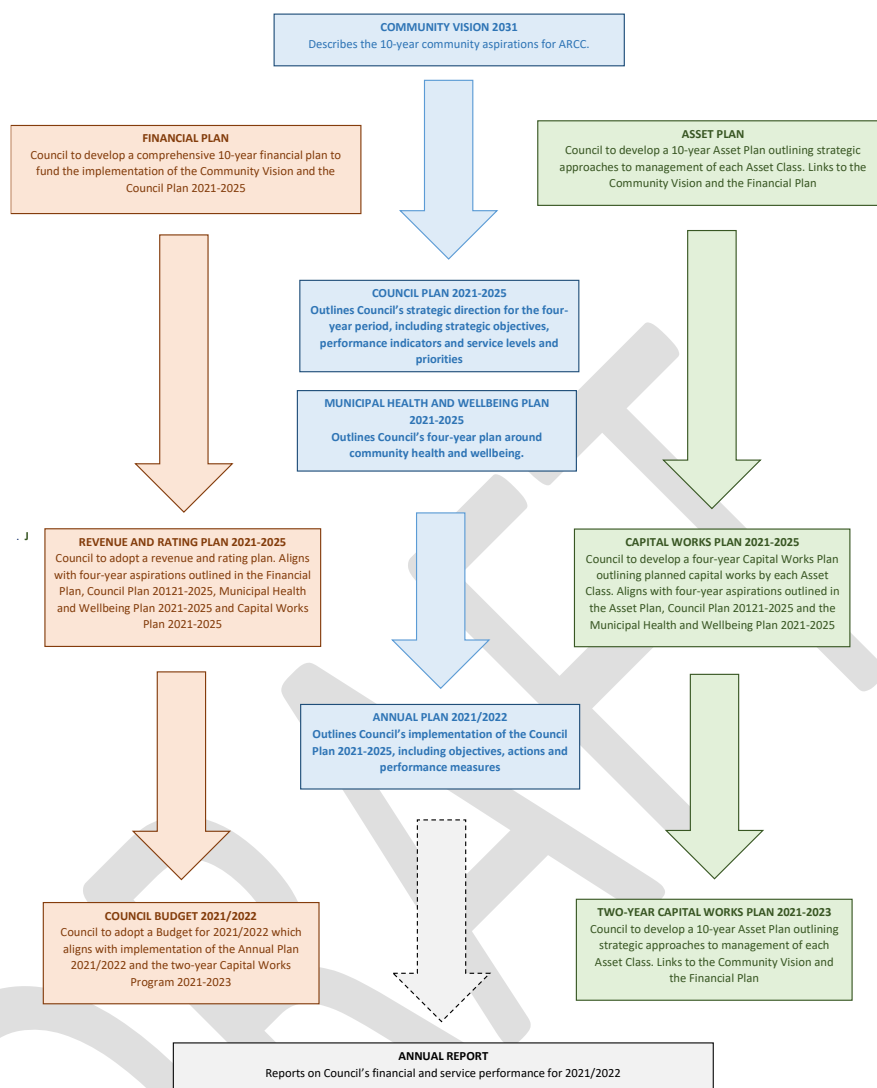 COMMUNITY VISION 2031
Describes the 10-year community aspirations for ARCC.
FINANCIAL PLAN
Council to develop a comprehensive 10-year financial plan to
fund the implementation of the Community Vision and the
Council Plan 2021-2025
ASSET PLAN
Council to develop a 10-year Asset Plan outlining strategic
approaches to management of each Asset Class. Links to the
Community Vision and the Financial Plan
COUNCIL PLAN 2021-2025
Outlines Council's strategic direction for the four-
year period, including strategic objectives,
performance indicators and service levels and
priorities
MUNICIPAL HEALTH AND WELLBEING PLAN
2021-2025
Outlines Council's four-year plan around
community health and wellbeing.
. J
REVENUE AND RATING PLAN 2021-2025
Council to adopt a revenue and rating plan. Aligns
with four-year aspirations outlined in the Financial
Plan, Council Plan 20121-2025, Municipal Health
and Wellbeing Plan 2021-2025 and Capital Works
Plan 2021-2025
CAPITAL WORKS PLAN 2021-2025
Council to develop a four-year Capital Works Plan
outlining planned capital works by each Asset
Class. Aligns with four-year aspirations outlined in
the Asset Plan, Council Plan 20121-2025 and the
Municipal Health and Wellbeing Plan 2021-2025
ANNUAL PLAN 2021/2022
Outlines Council's implementation of the Council
Plan 2021-2025, including objectives, actions and
performance measures
COUNCIL BUDGET 2021/2022
Council to adopt a Budget for 2021/2022 which
aligns with implementation of the Annual Plan
2021/2022 and the two-year Capital Works
Program 2021-2023
TWO-YEAR CAPITAL WORKS PLAN 2021-2023
Council to develop a 10-year Asset Plan outlining
strategic approaches to management of each
Asset Class. Links to the Community Vision and
the Financial Plan
ANNUAL REPORT
Reports on Council's financial and service performance for 2021/2022
DRAFT